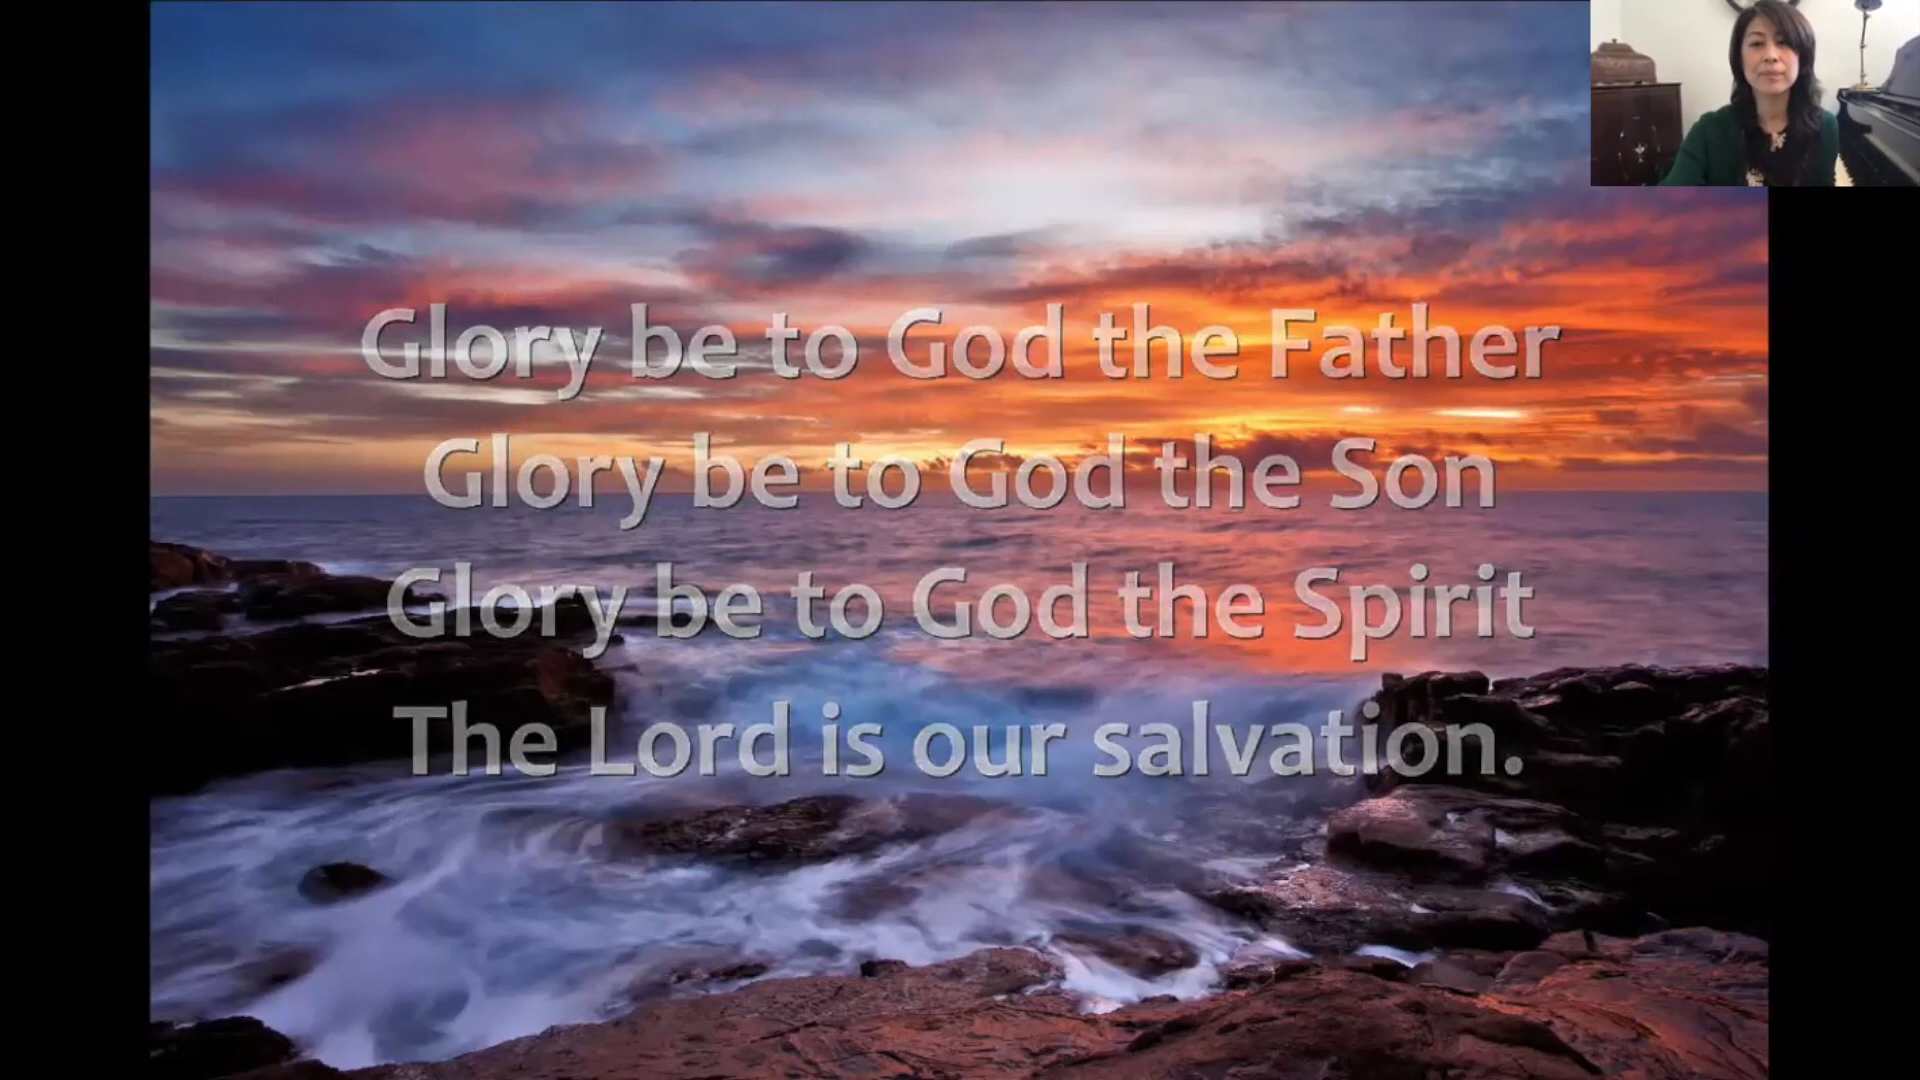 Glory be to God the Father
Glory be to God the Son
Glory be to God the Spirit
The Lord is our salvation.